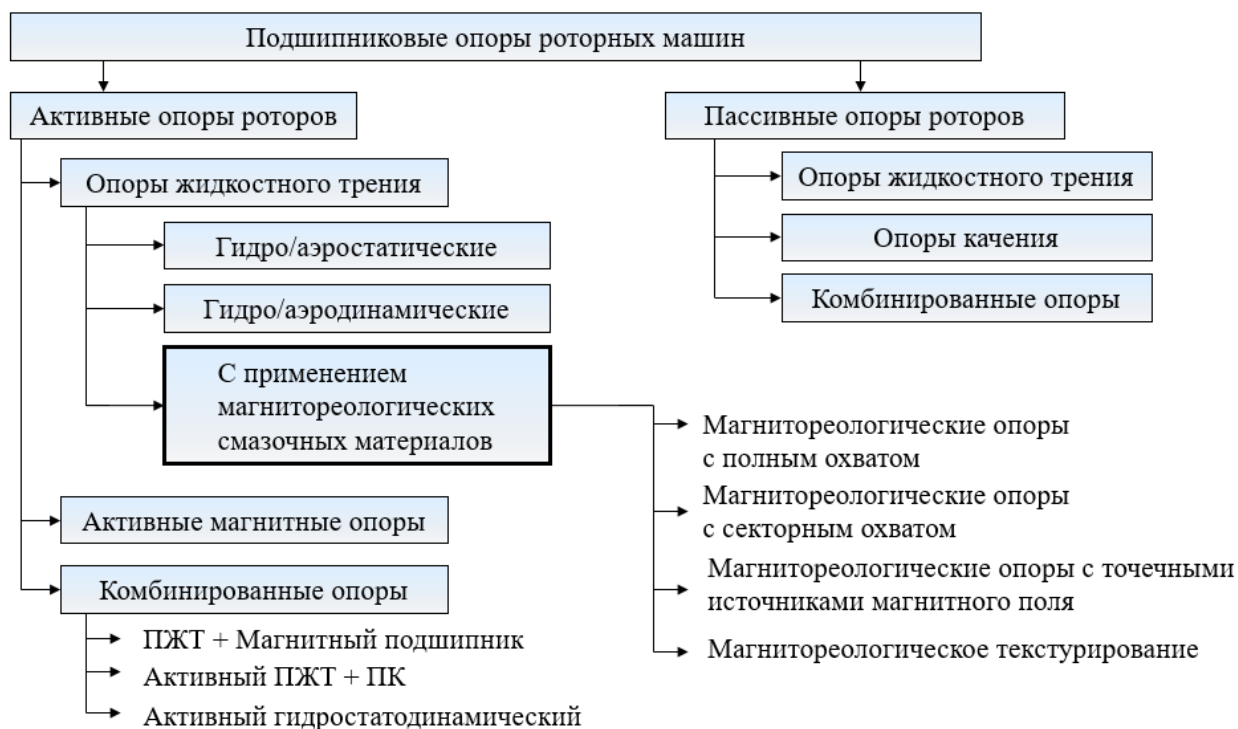 Подшипниковые опоры роторных машин
Активные опоры роторов
Опоры жидкостного трения
Гидро/аэростатические
Гидро/аэродинамические
С применением
магнитореологических
смазочных материалов
Магнитореологические опоры
с полным охватом
Магнитореологические опоры
с секторным охватом
Магнитореологические опоры с точечными
источниками магнитного поля
Магнитореологическое текстурирование
Активные магнитные опоры
Комбинированные опоры
ПЖТ + Магнитный подшипник
Активный ПЖТ + ПК
Активный гидростатодинамический
Пассивные опоры роторов
Опоры жидкостного трения
Опоры качения
Комбинированные опоры